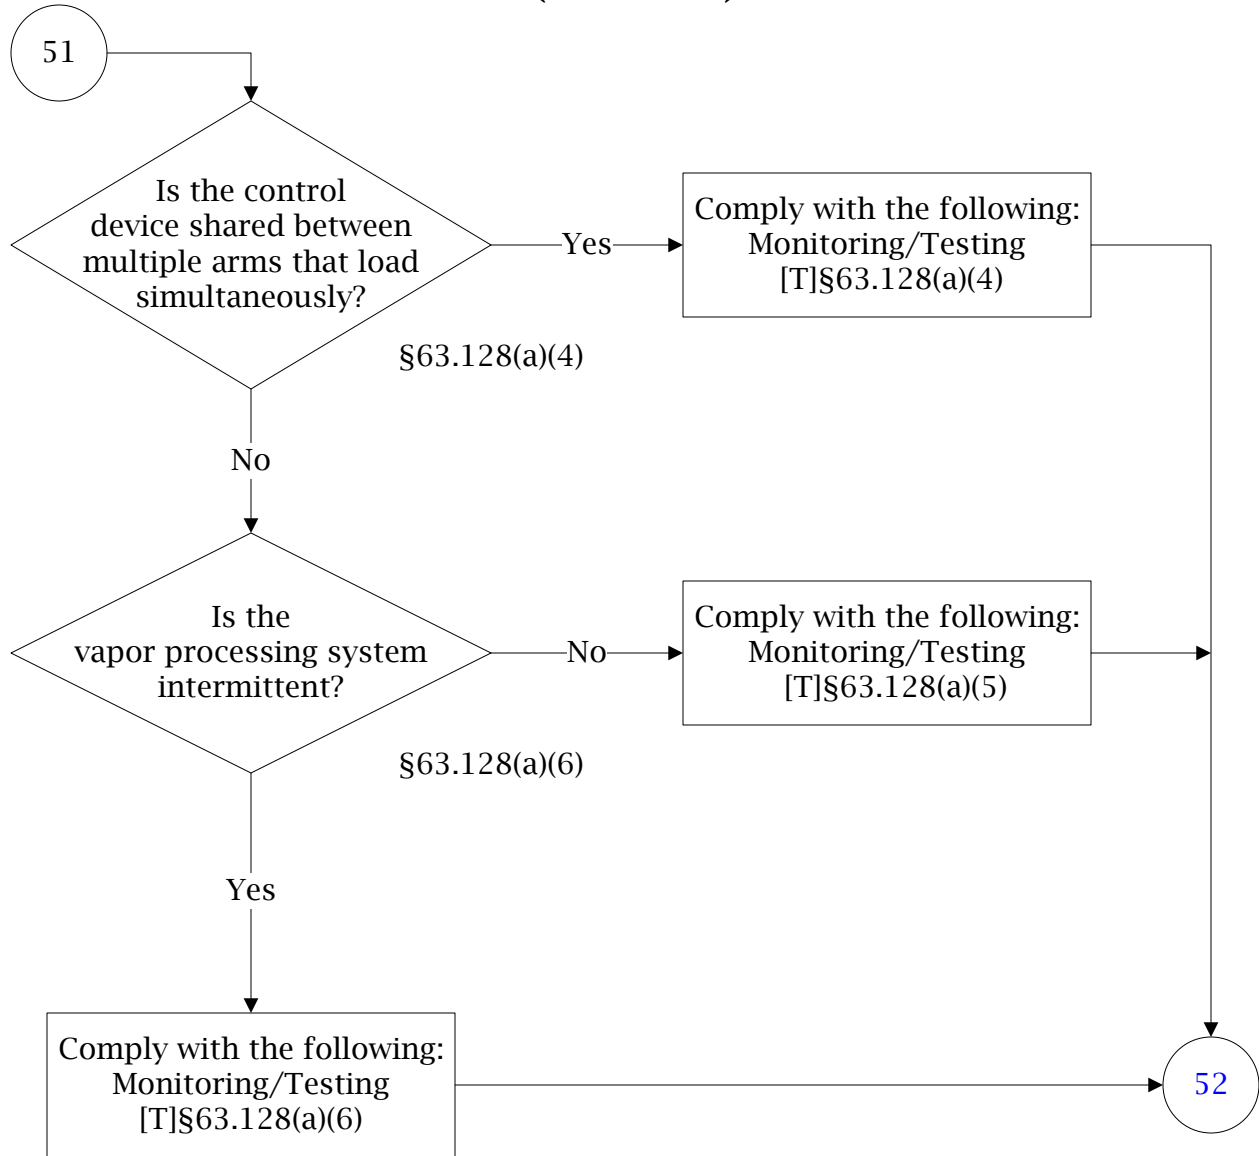 51
Is the control
device shared between
multiple arms that load
simultaneously?
Yes
Comply with the following:
Monitoring/Testing
[T]§63.128(a)(4)
§63.128(a)(4)
No
Is the
vapor processing system
intermittent?
No
Comply with the following:
Monitoring/Testing
[T]§63.128(a)(5)
§63.128(a)(6)
Yes
Comply with the following:
Monitoring/Testing
[T]§63.128(a)(6)
52